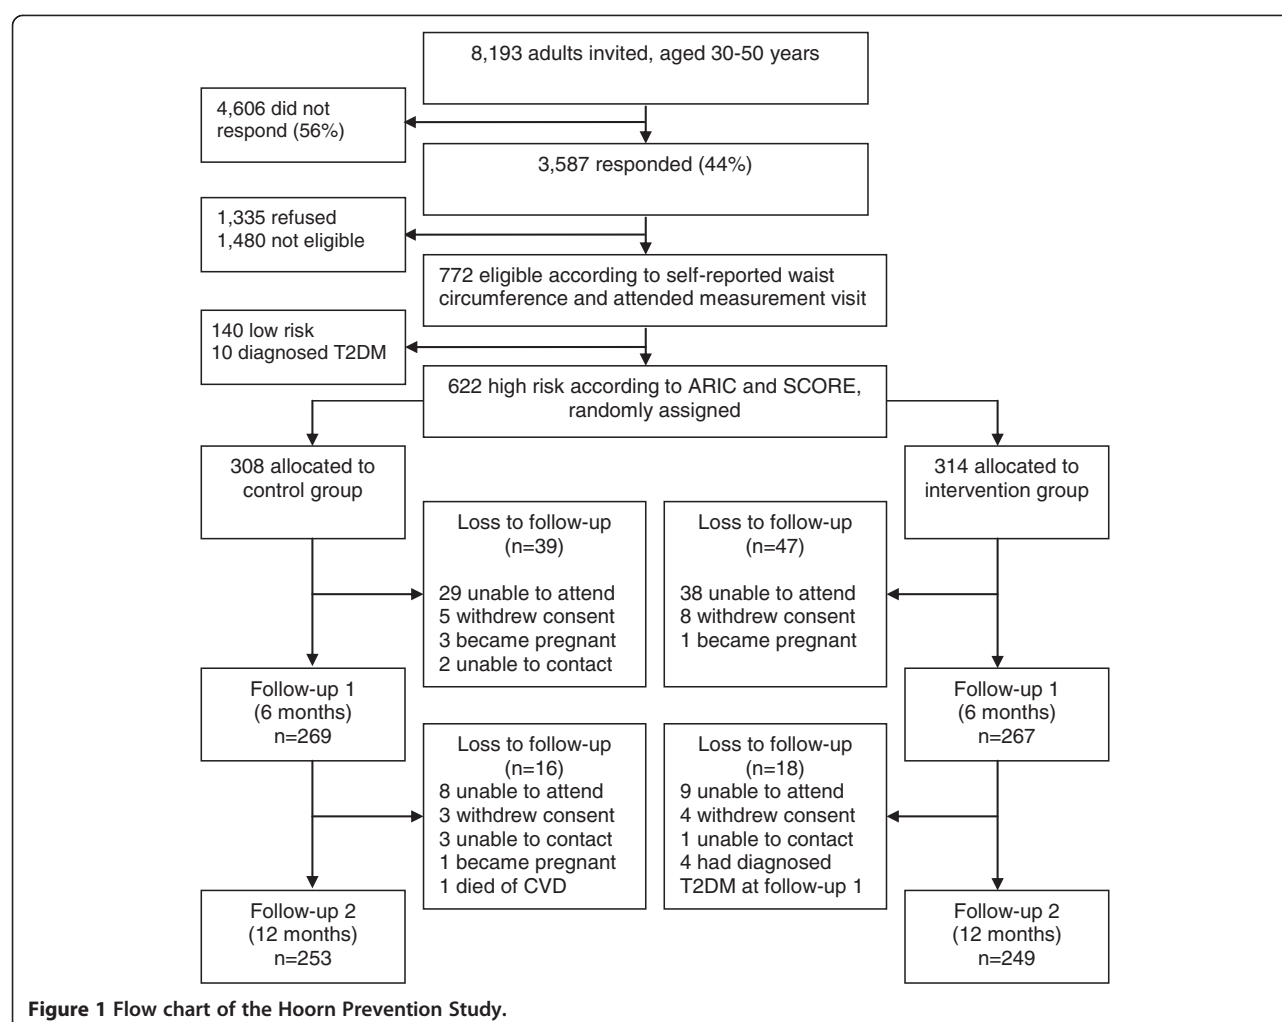 8,193 adults invited, aged 30-50 years
4,606 did not
respond (56%)
3,587 responded (44%)
1,335 refused
1,480 not eligible
772 eligible according to self-reported waist
circumference and attended measurement visit
140 low risk
10 diagnosed T2DM
622 high risk according to ARIC and SCORE,
randomly assigned
308 allocated to
control group
314 allocated to
intervention group
Loss to follow-up
(n=39)
29 unable to attend
5 withdrew consent
3 became pregnant
2 unable to contact
Loss to follow-up
(n=47)
38 unable to attend
8 withdrew consent
1 became pregnant
Follow-up 1
(6 months)
n=269
Follow-up 1
(6 months)
n=267
Loss to follow-up
(n=16)
8 unable to attend
3 withdrew consent
3 unable to contact
1 became pregnant
1 died of CVD
Loss to follow-up
(n=18)
9 unable to attend
4 withdrew consent
1 unable to contact
4 had diagnosed
T2DM at follow-up 1
Follow-up 2
(12 months)
n=253
Follow-up 2
(12 months)
n=249
Figure 1 Flow chart of the Hoorn Prevention Study.